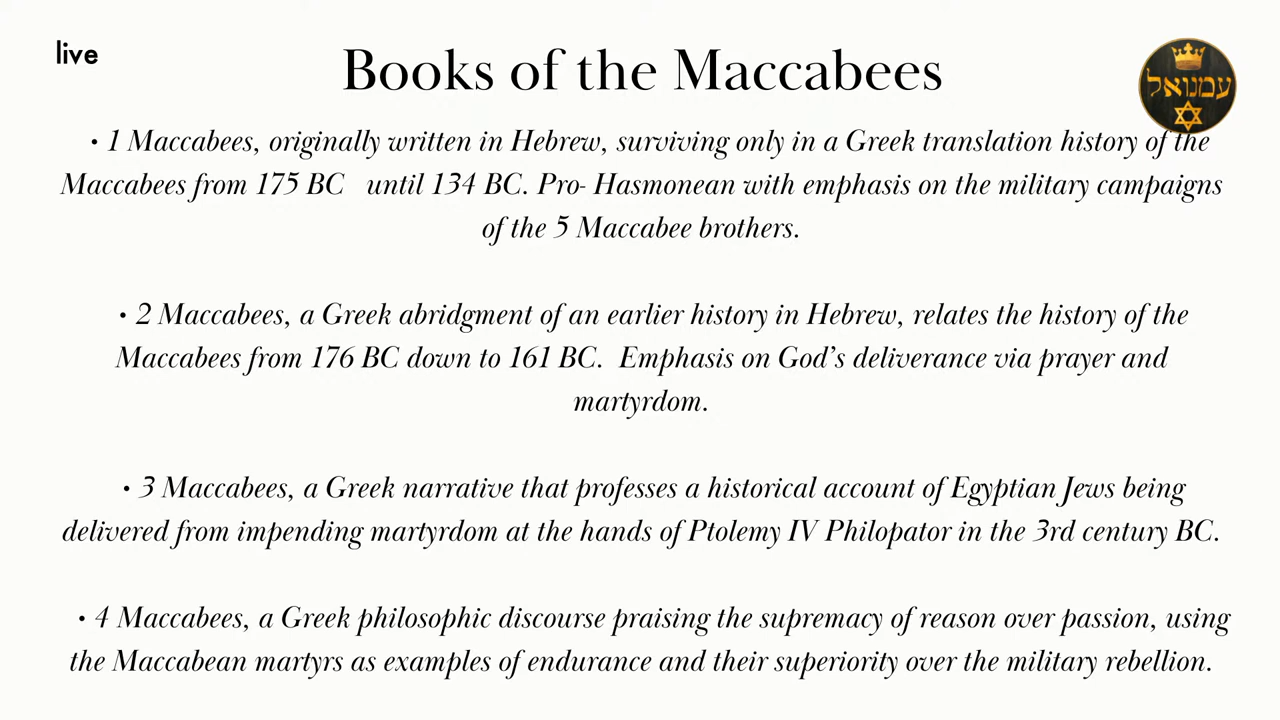 live
Books of the Maccabees
עמנואל
• 1 Maccabees, originally written in Hebrew, surviving only in a Greek translation history of the
Maccabees from 175 BC until 134 BC. Pro- Hasmonean with emphasis on the military campaigns
of the 5 Maccabee brothers.
• 2 Maccabees, a Greek abridgment of an earlier history in Hebrew, relates the history of the
Maccabees from 176 BC down to 161 BC. Emphasis on God's deliverance via prayer and
martyrdom.
• 3 Maccabees, a Greek narrative that professes a historical account of Egyptian Jews being
delivered from impending martyrdom at the hands of Ptolemy IV Philopator in the 3rd century BC.
• 4 Maccabees, a Greek philosophic discourse praising the supremacy of reason over passion, using
the Maccabean martyrs as examples of endurance and their superiority over the military rebellion.